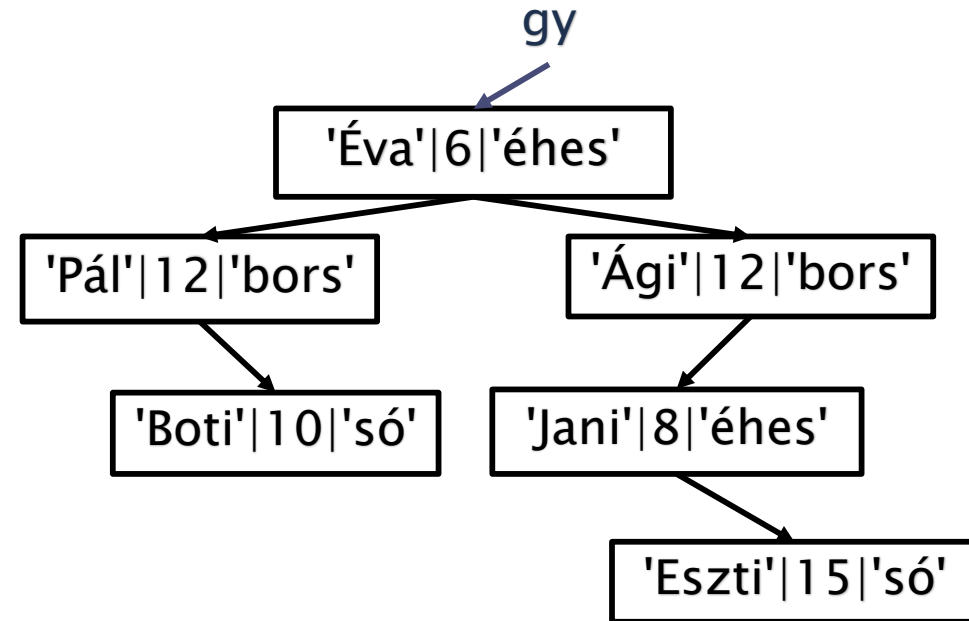 gy
'Éva'|6|'éhes'
'Pál'|12|'bors'
'Ági'|12|'bors'
'Boti'|10|'só'
'Jani'|8|'éhes'
'Eszti'|15|'só'